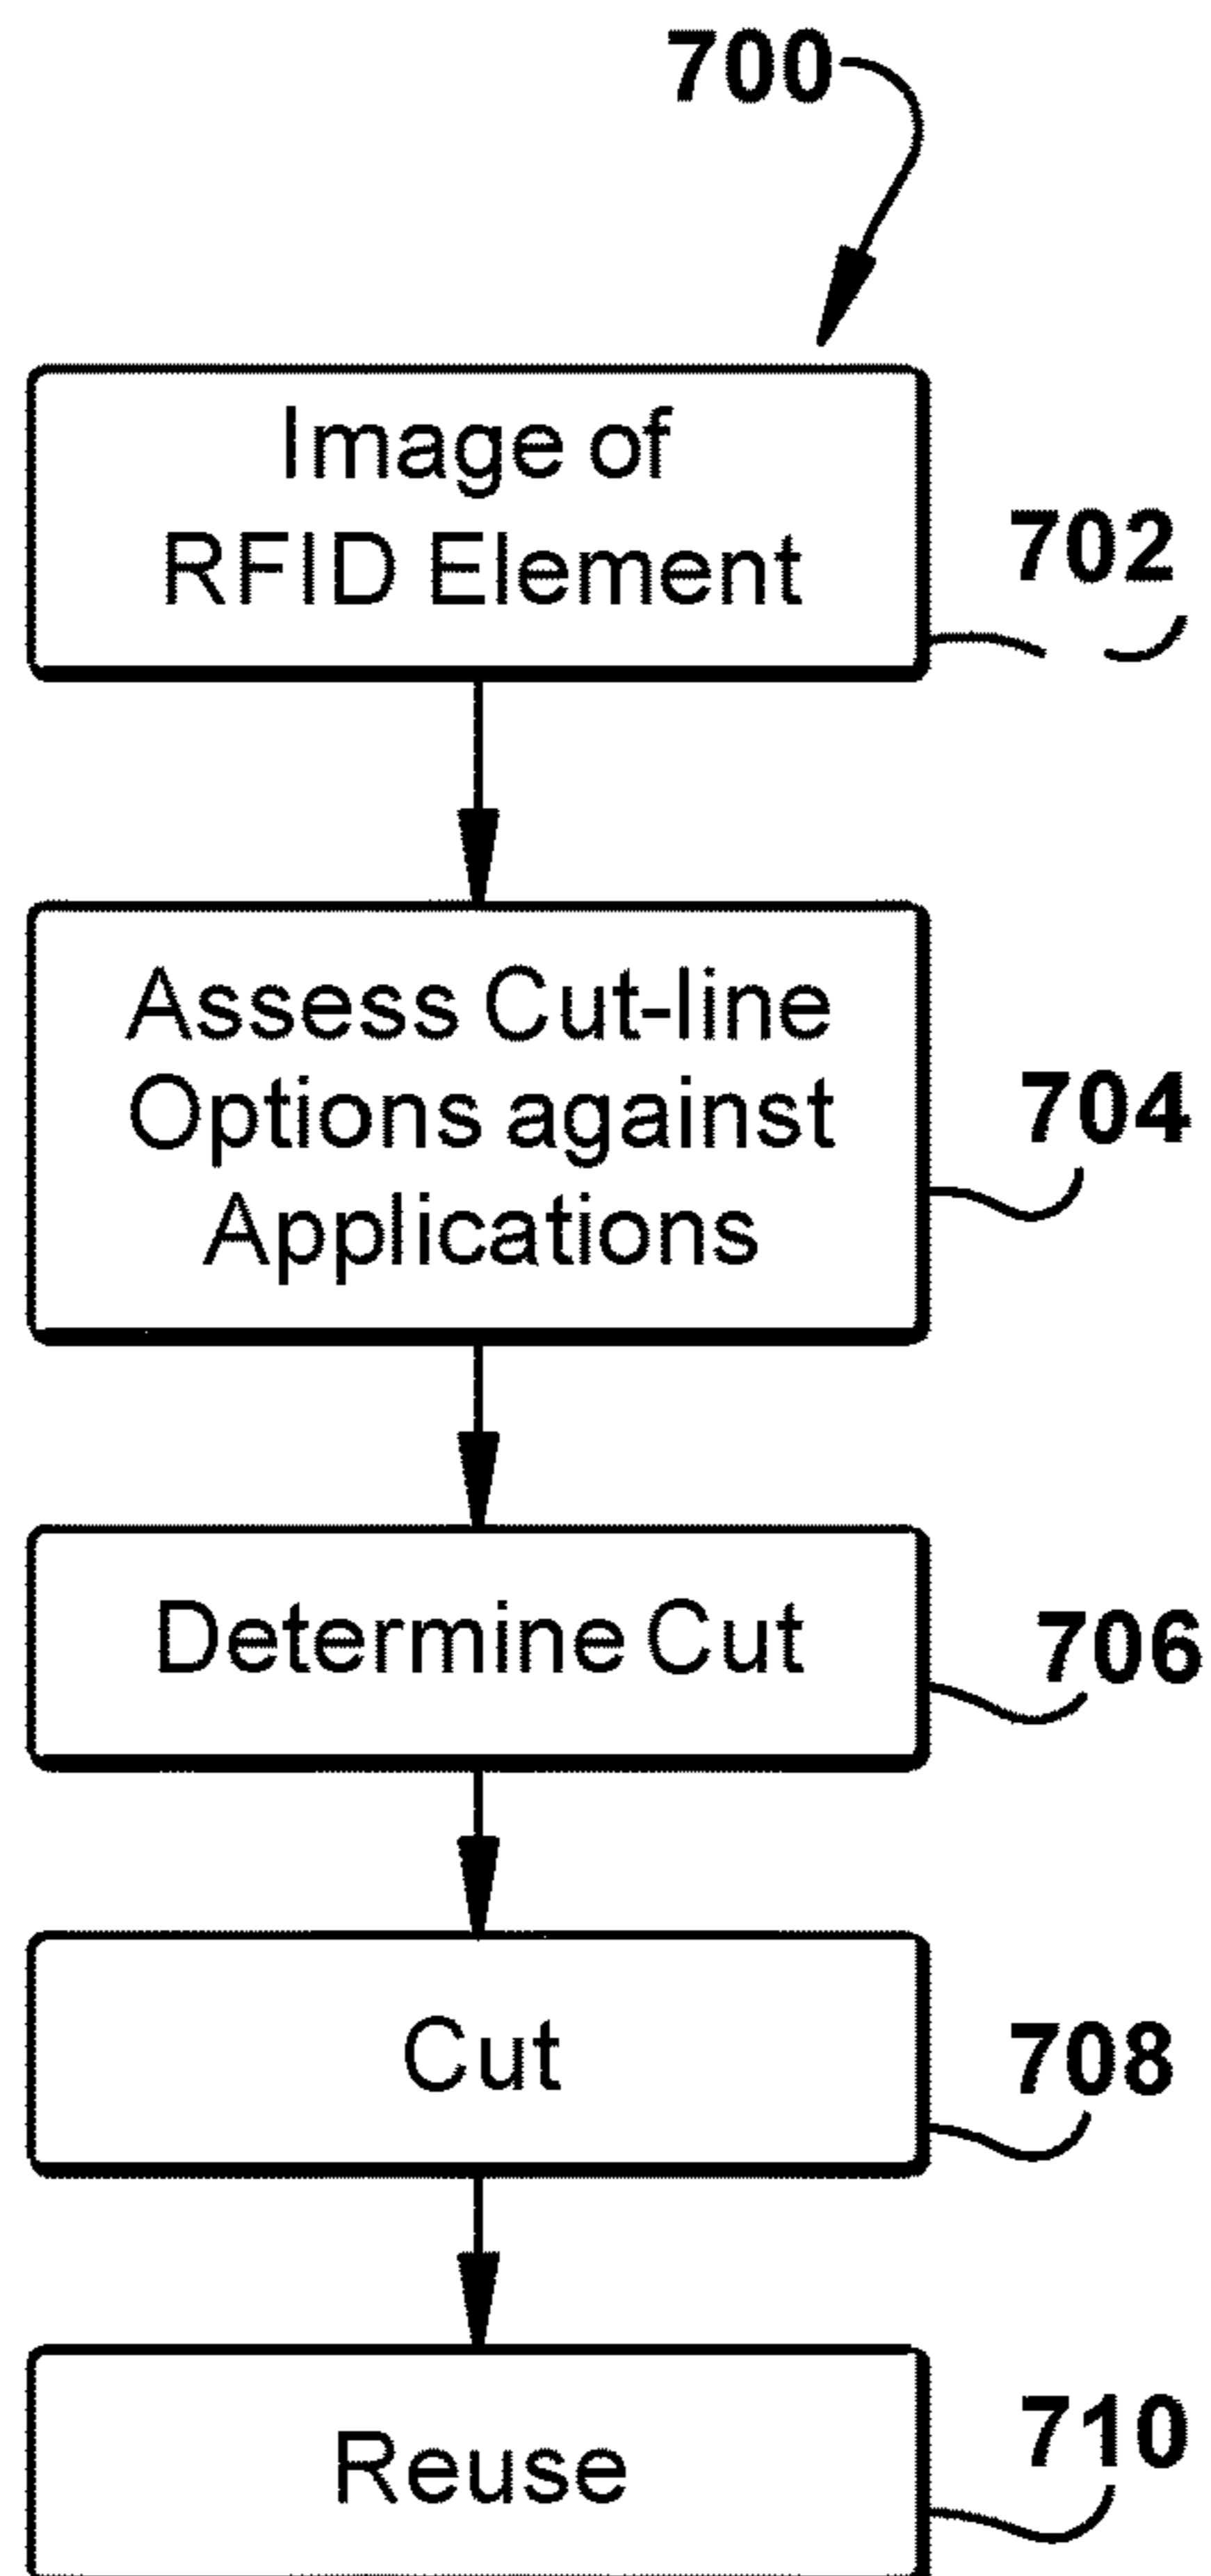 700
Image of
RFID Element
702
Assess Cut-line
Options against
Applications
704
Determine Cut
706
Cut
708
Reuse
710